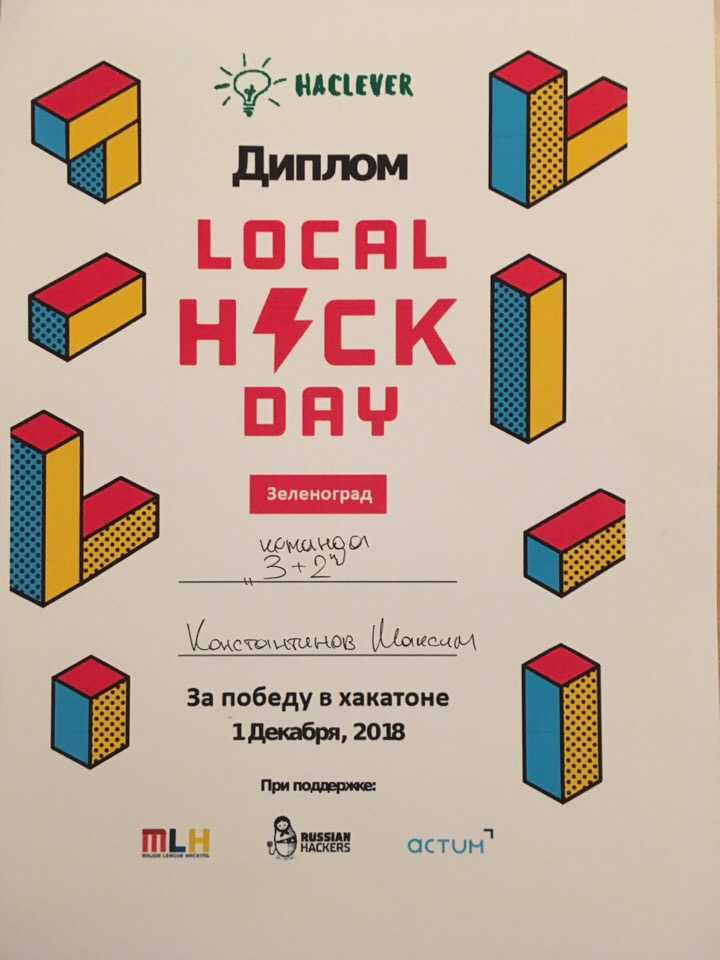 HACLEVER
Диплом
LOCAL
HACK
DAY
Зеленоград
команда
„3+2"
Константинов Максим
За победу в хакатоне
1 Декабря, 2018
При поддержке:
MLH
MAJOR LEAGUE HACKING
RUSSIAN
HACKERS
ACTUM